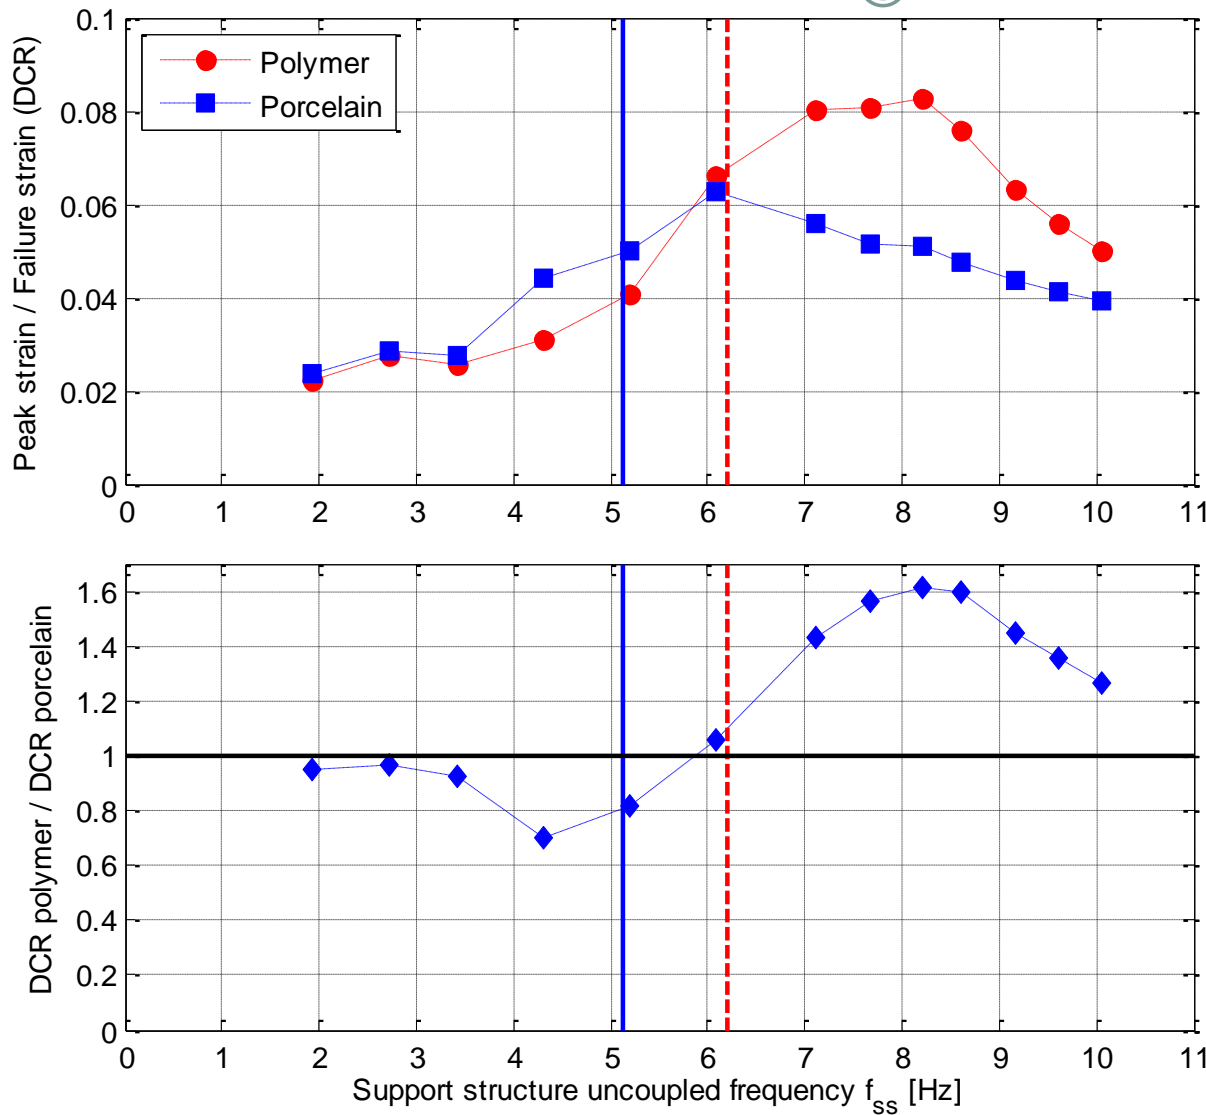 0.1
0.08
0.06
0.04
0.02
0
Peak strain / Failure strain (DCR)
Polymer
Porcelain
0 1 2 3 4 5 6 7 8 9 10 11
1.6
1.4
1.2
1
0.8
0.6
0.4
0.2
0
DCR polymer / DCR porcelain
0 1 2 3 4 5 6 7 8 9 10 11
Support structure uncoupled frequency f_ss [Hz]